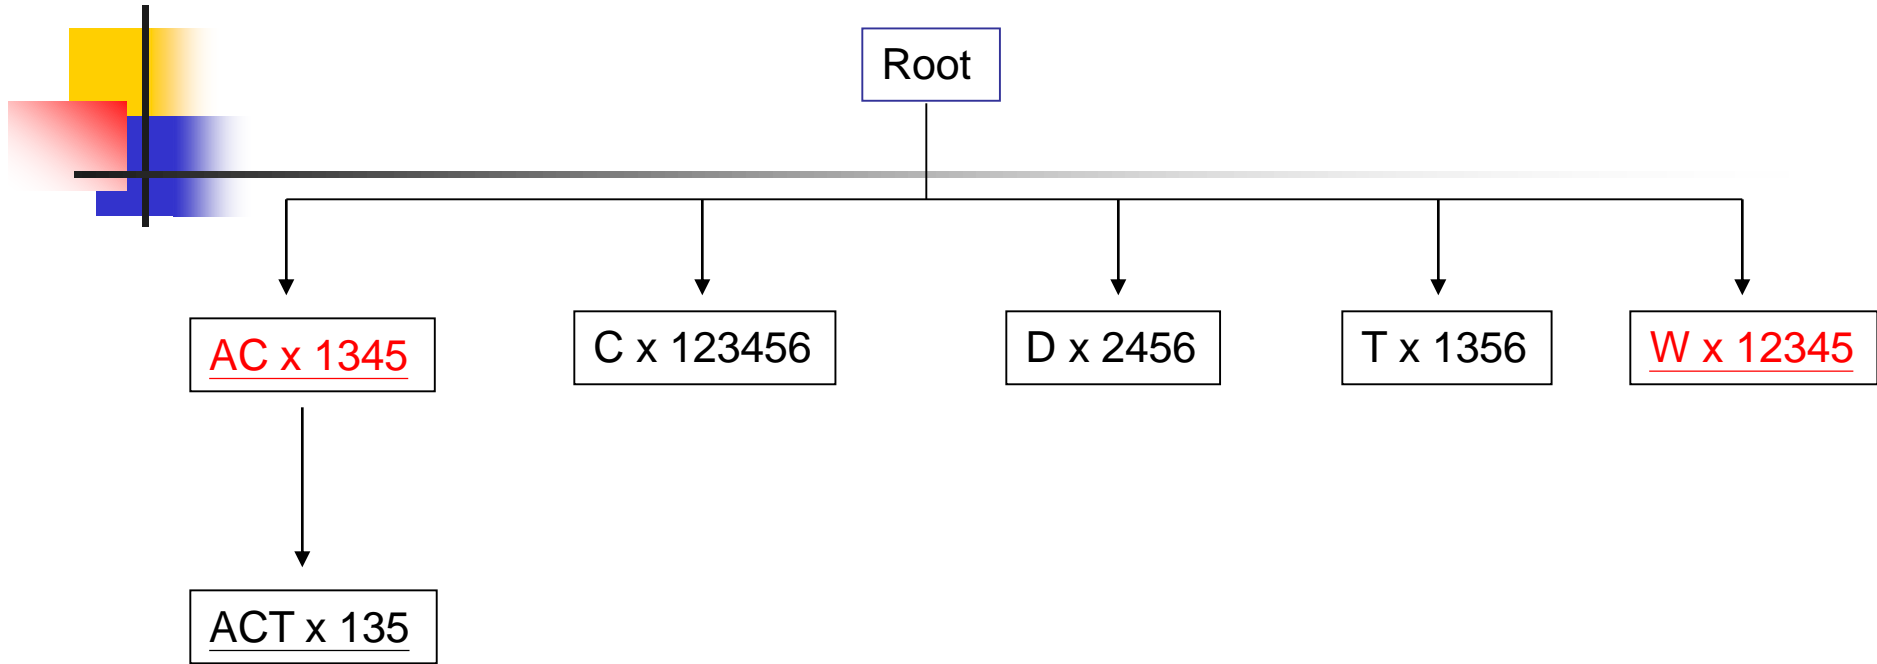 Root
AC x 1345
C x 123456
D x 2456
T x 1356
W x 12345
ACT x 135